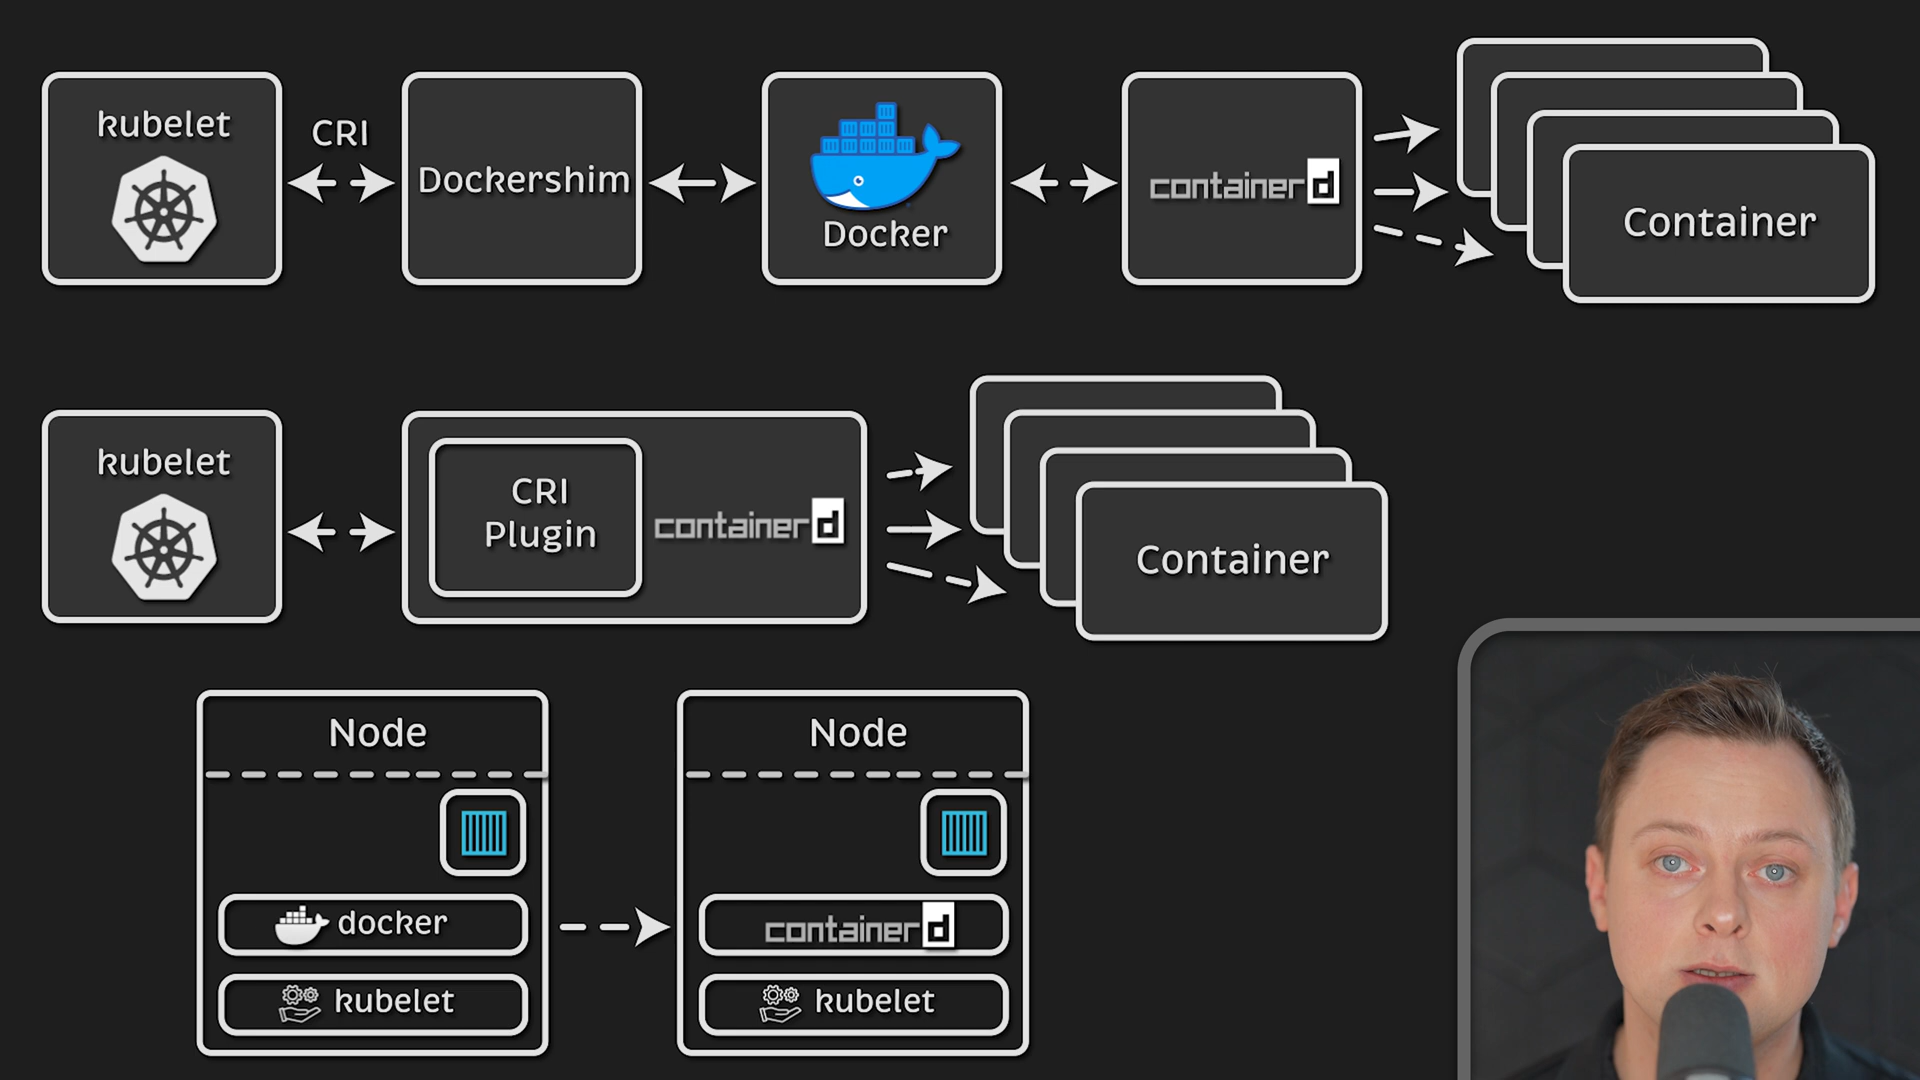 kubelet
CRI
Dockershim
Docker
containerd
Container
kubelet
CRI
Plugin
containerd
Container
Node
docker
kubelet
Node
containerd
kubelet